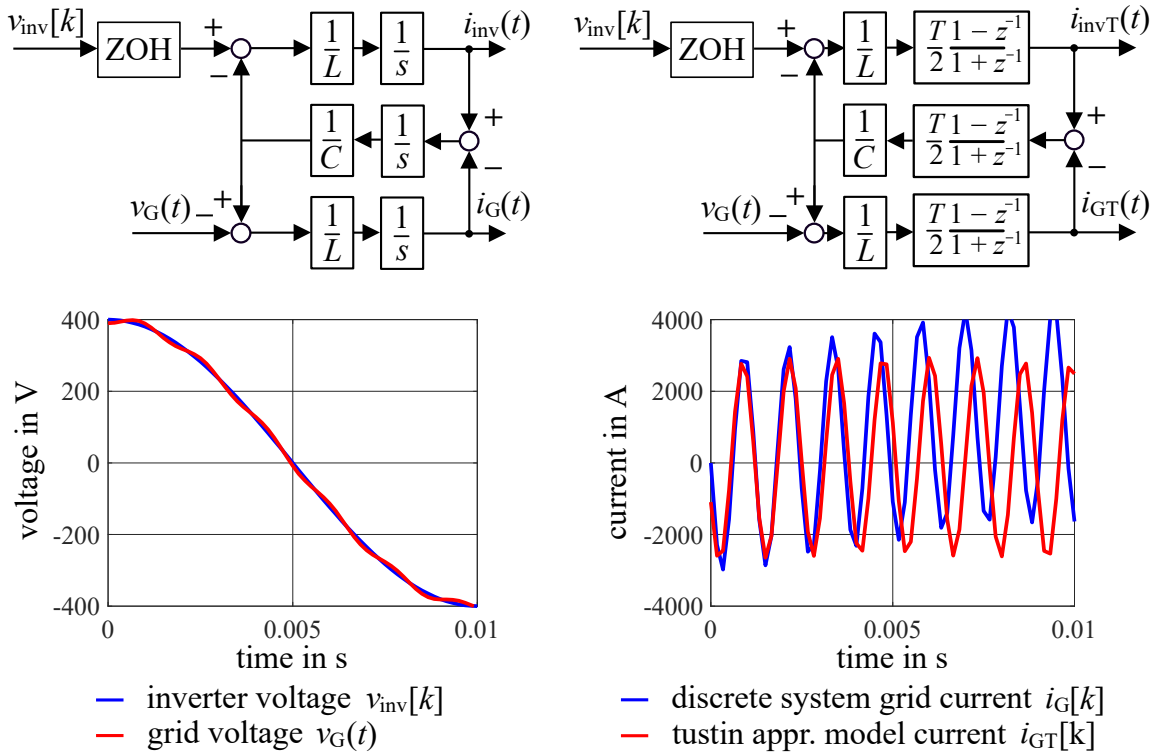 v_inv[k] ZOH + − 1/L 1/s i_inv(t)
1/C 1/s + −
v_G(t) − + 1/L 1/s i_G(t)
v_inv[k] ZOH + − 1/L T/2 1 − z⁻¹/1 + z⁻¹ i_invT(t)
1/C T/2 1 − z⁻¹/1 + z⁻¹ + −
v_G(t) − + 1/L T/2 1 − z⁻¹/1 + z⁻¹ i_GT(t)
voltage in V
400
200
0
-200
-400
0 0.005 0.01
time in s
inverter voltage v_inv[k]
grid voltage v_G(t)
current in A
4000
2000
0
-2000
-4000
0 0.005 0.01
time in s
discrete system grid current i_G[k]
tustin appr. model current i_GT[k]